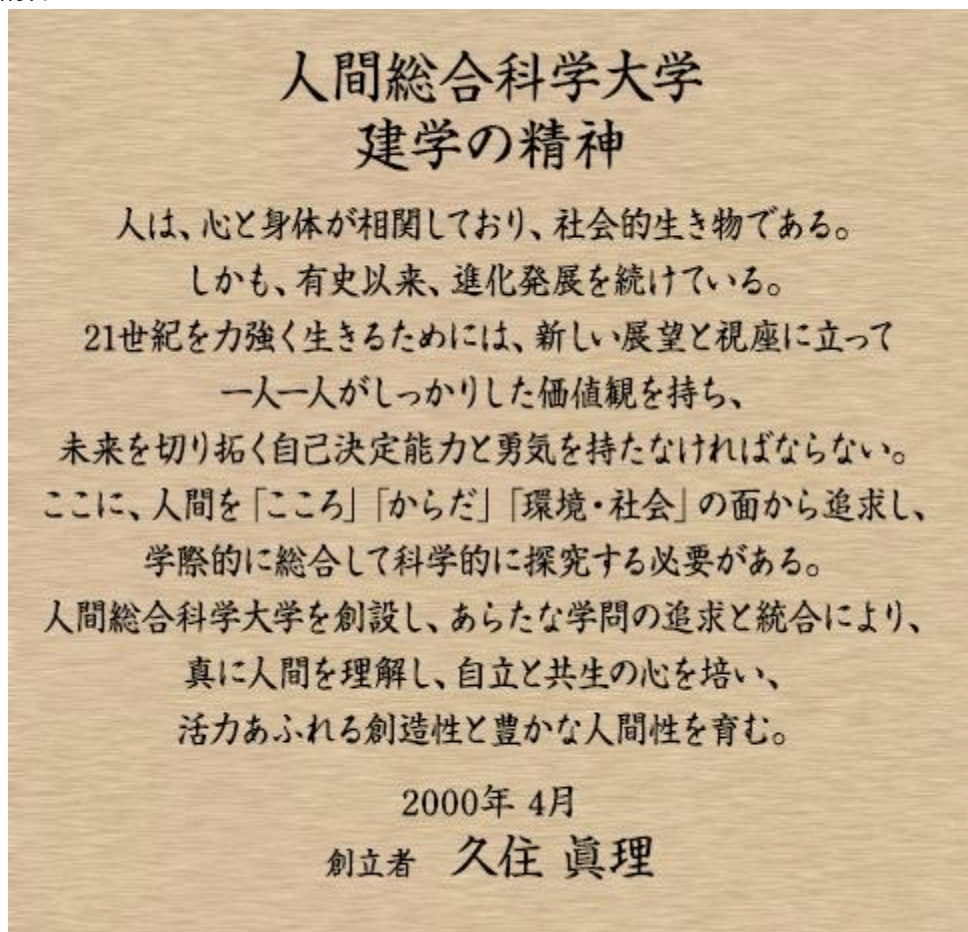 人間総合科学大学
建学の精神
人は、心と身体が相関しており、社会的生き物である。
しかも、有史以来、進化発展を続けている。
21世紀を力強く生きるためには、新しい展望と視座に立って
一人一人がしっかりした価値観を持ち、
未来を切り拓く自己決定能力と勇気を持たなければならない。
ここに、人間を「こころ」「からだ」「環境・社会」の面から追求し、
学際的に総合して科学的に探究する必要がある。
人間総合科学大学を創設し、あらたな学問の追求と統合により、
真に人間を理解し、自立と共生の心を培い、
活力あふれる創造性と豊かな人間性を育む。
2000年 4月
創立者 久住 眞理